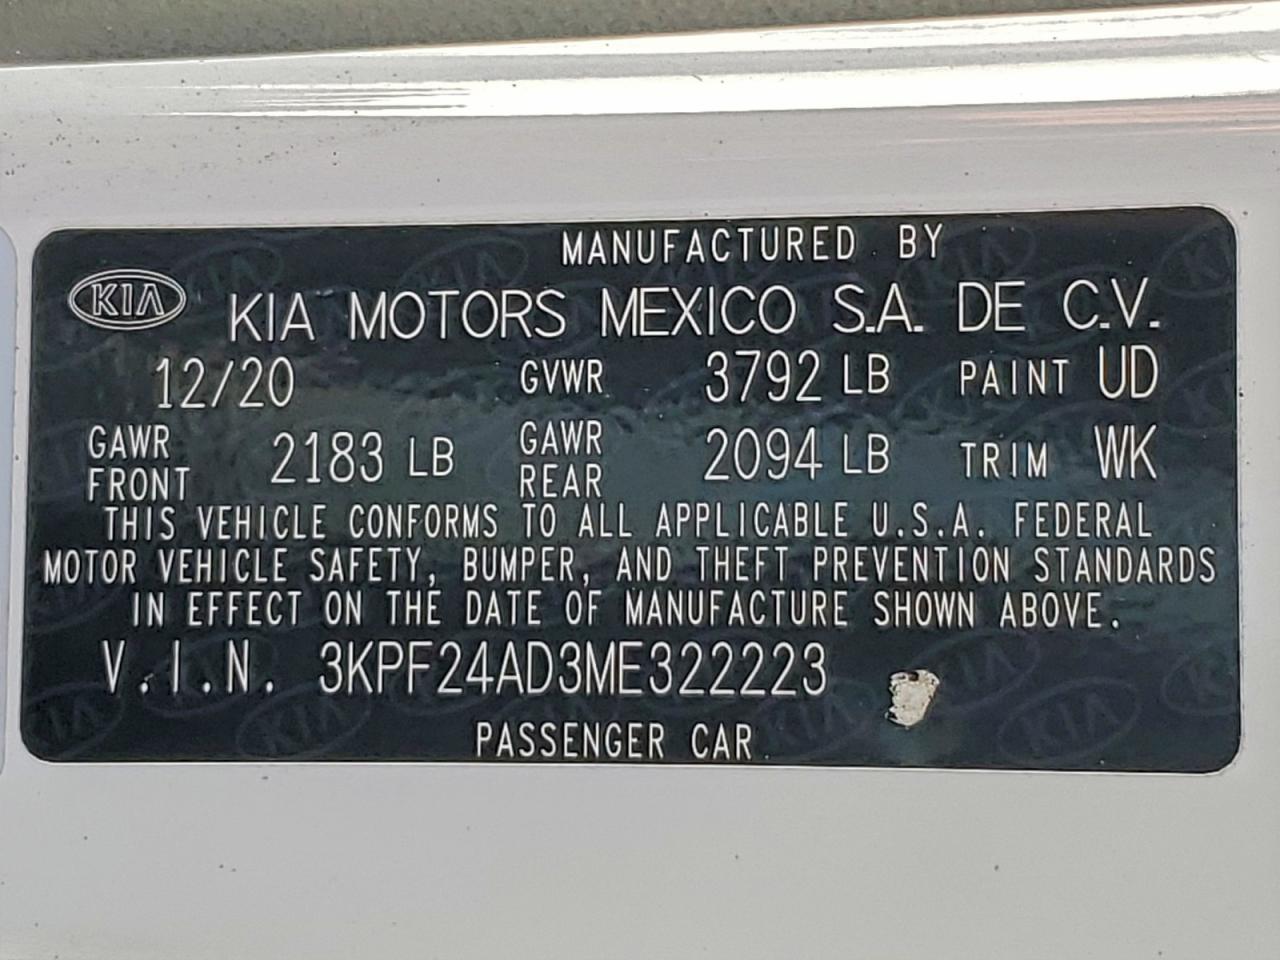 MANUFACTURED BY
KIA KIA MOTORS MEXICO S.A. DE C.V.
12/20 GVWR 3792 LB PAINT UD
GAWR FRONT 2183 LB GAWR REAR 2094 LB TRIM WK
THIS VEHICLE CONFORMS TO ALL APPLICABLE U.S.A. FEDERAL
MOTOR VEHICLE SAFETY, BUMPER, AND THEFT PREVENTION STANDARDS
IN EFFECT ON THE DATE OF MANUFACTURE SHOWN ABOVE.
V.I.N. 3KPF24AD3ME322223
PASSENGER CAR